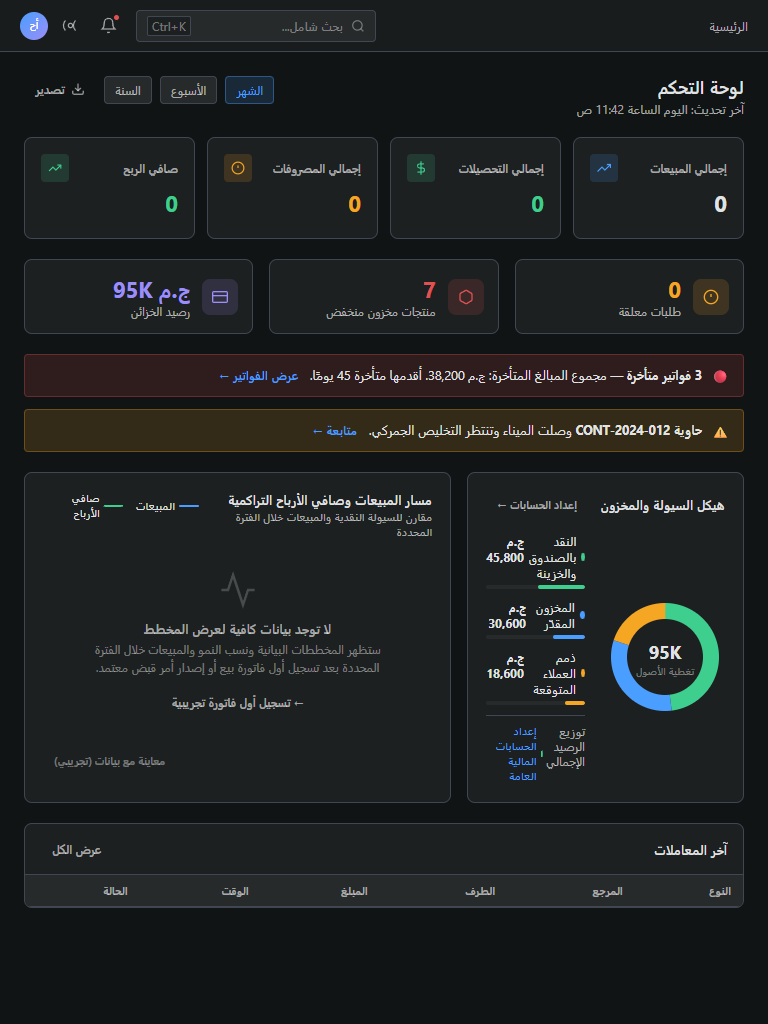 الرئيسية
بحث شامل...
Ctrl+K
أح
لوحة التحكم
آخر تحديث: اليوم الساعة 11:42 ص
الشهر
الأسبوع
السنة
تصدير
إجمالي المبيعات
0
إجمالي التحصيلات
0
إجمالي المصروفات
0
صافي الربح
0
0
طلبات معلقة
7
منتجات مخزون منخفض
ج.م 95K
رصيد الخزائن
3 فواتير متأخرة — مجموع المبالغ المتأخرة: ج.م 38,200. أقدمها متأخرة 45 يومًا. عرض الفواتير ←
حاوية CONT-2024-012 وصلت الميناء وتنتظر التخليص الجمركي. متابعة ←
هيكل السيولة والمخزون
إعداد الحسابات ←
95K
تغطية الأصول
النقد
بالصندوق
والخزينة
ج.م
45,800
المخزون
المقدّر
ج.م
30,600
ذمم
العملاء
المتوقعة
ج.م
18,600
توزيع
الرصيد
الإجمالي
إعداد
الحسابات
المالية
العامة
مسار المبيعات وصافي الأرباح التراكمية
مقارن للسيولة النقدية والمبيعات خلال الفترة
المحددة
المبيعات
صافي
الأرباح
لا توجد بيانات كافية لعرض المخطط
ستظهر المخططات البيانية ونسب النمو والمبيعات خلال الفترة
المحددة بعد تسجيل أول فاتورة بيع أو إصدار أمر قبض معتمد.
← تسجيل أول فاتورة تجريبية
معاينة مع بيانات (تجريبي)
آخر المعاملات
عرض الكل
النوع
المرجع
الطرف
المبلغ
الوقت
الحالة